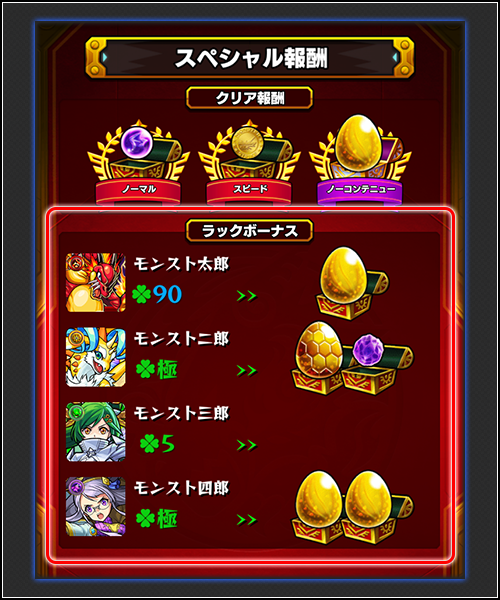 スペシャル報酬
クリア報酬
ノーマル
スピード
ノーコンテニュー
ラックボーナス
モンスト太郎
90 >>
モンスト二郎
極 >>
モンスト三郎
5 >>
モンスト四郎
極 >>